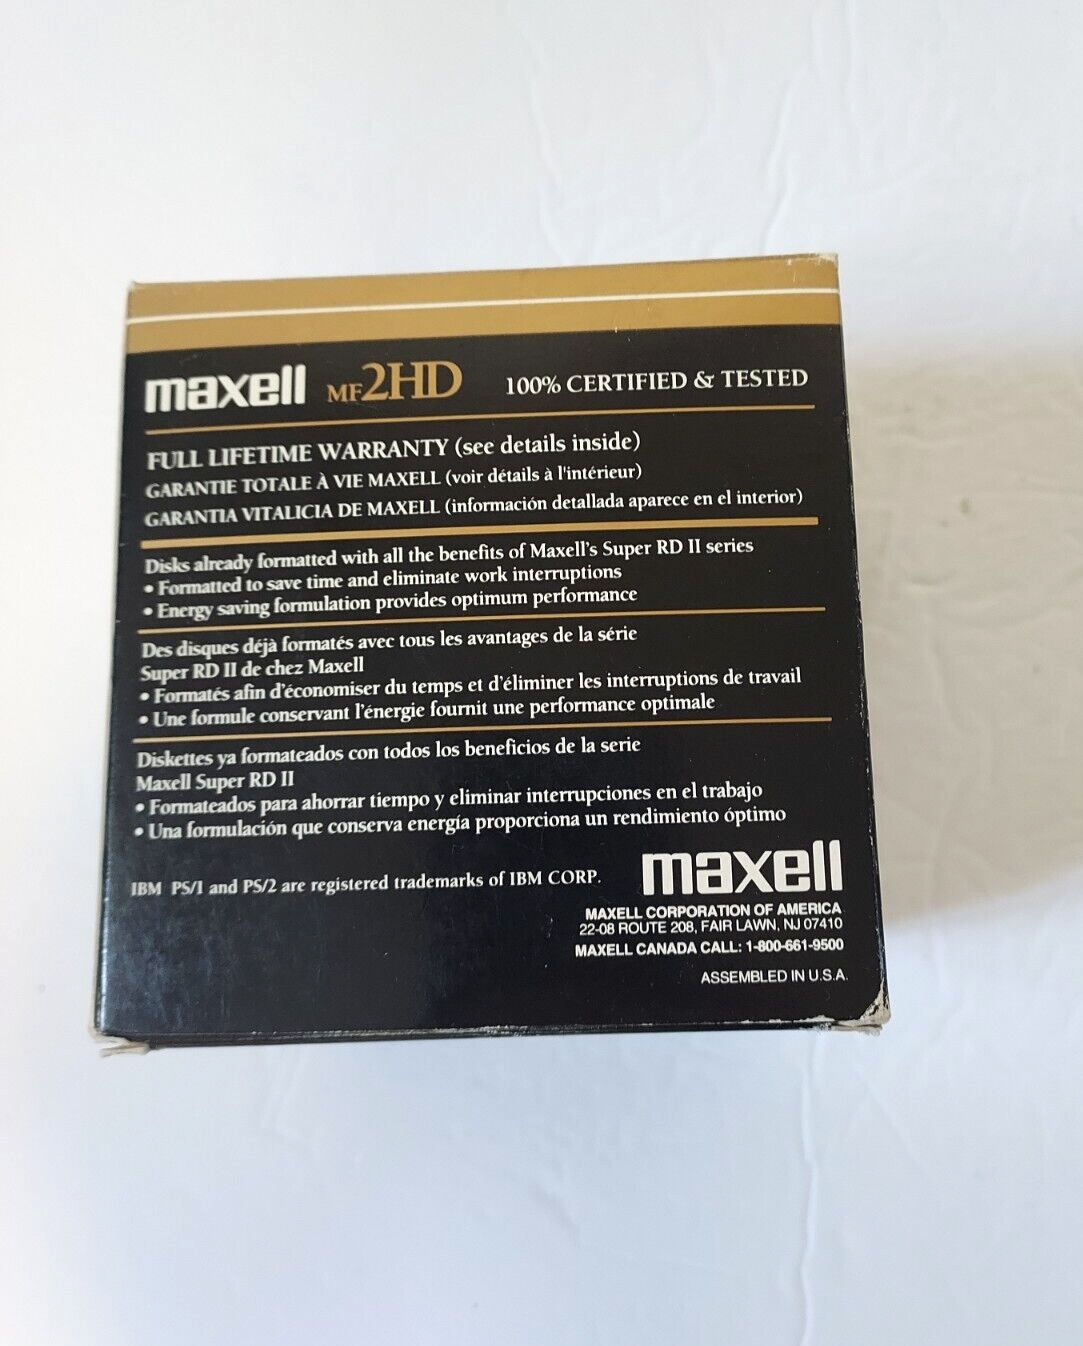 maxell MF2HD 100% CERTIFIED & TESTED
FULL LIFETIME WARRANTY (see details inside)
GARANTIE TOTALE À VIE MAXELL (voir détails à l'intérieur)
GARANTIA VITALICIA DE MAXELL (información detallada aparece en el interior)
Disks already formatted with all the benefits of Maxell's Super RD II series
• Formatted to save time and eliminate work interruptions
• Energy saving formulation provides optimum performance
Des disques déjà formatés avec tous les avantages de la série
Super RD II de chez Maxell
• Formatés afin d'économiser du temps et d'éliminer les interruptions de travail
• Une formule conservant l'énergie fournit une performance optimale
Diskettes ya formateados con todos los beneficios de la serie
Maxell Super RD II
• Formateados para ahorrar tiempo y eliminar interrupciones en el trabajo
• Una formulación que conserva energía proporciona un rendimiento óptimo
IBM PS/1 and PS/2 are registered trademarks of IBM CORP.
maxell
MAXELL CORPORATION OF AMERICA
22-08 ROUTE 208, FAIR LAWN, NJ 07410
MAXELL CANADA CALL: 1-800-661-9500
ASSEMBLED IN U.S.A.